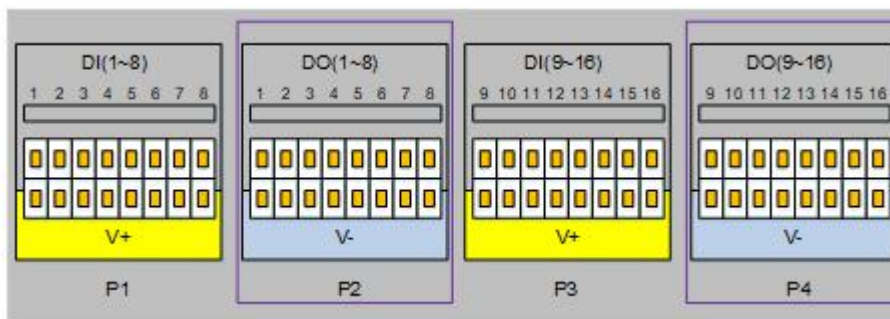 DI(1~8) DO(1~8) DI(9~16) DO(9~16)
1 2 3 4 5 6 7 8 1 2 3 4 5 6 7 8 9 10 11 12 13 14 15 16 9 10 11 12 13 14 15 16
V+ V- V+ V-
P1 P2 P3 P4